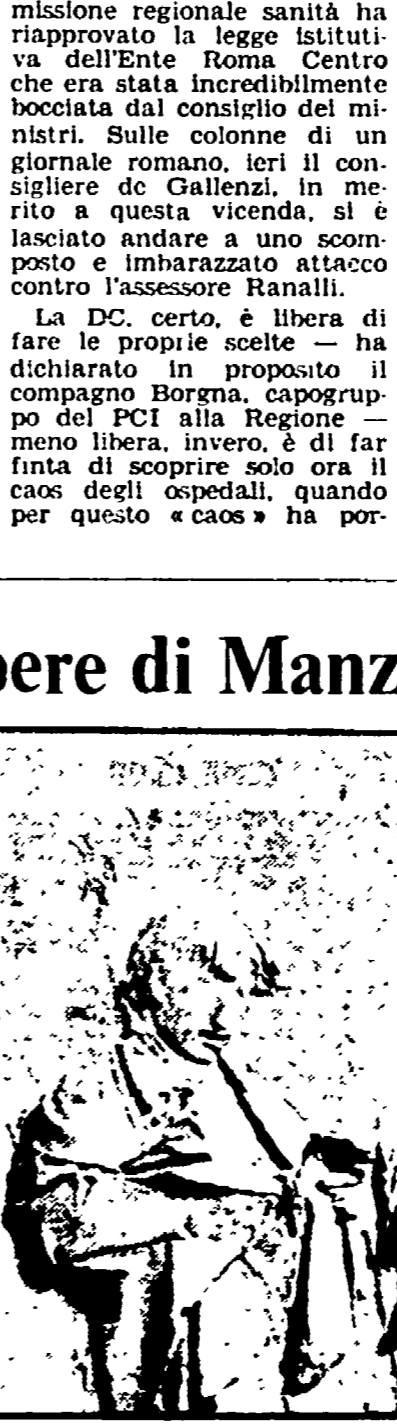 missione regionale sanità ha
riapprovato la legge istituti-
va dell'Ente Roma Centro
che era stata incredibilmente
bocciata dal consiglio dei mi-
nistri. Sulle colonne di un
giornale romano, ieri il con-
sigliere dc Gallenzi, in me-
rito a questa vicenda, si è
lasciato andare a uno scom-
posto e imbarazzato attacco
contro l'assessore Ranalli.
La DC, certo, è libera di
fare le proprie scelte — ha
dichiarato in proposito il
compagno Borgna, capogrup-
po del PCI alla Regione —
meno libera, invero, è di far
finta di scoprire solo ora il
caos degli ospedali, quando
per questo « caos » ha por-
pere di Manz